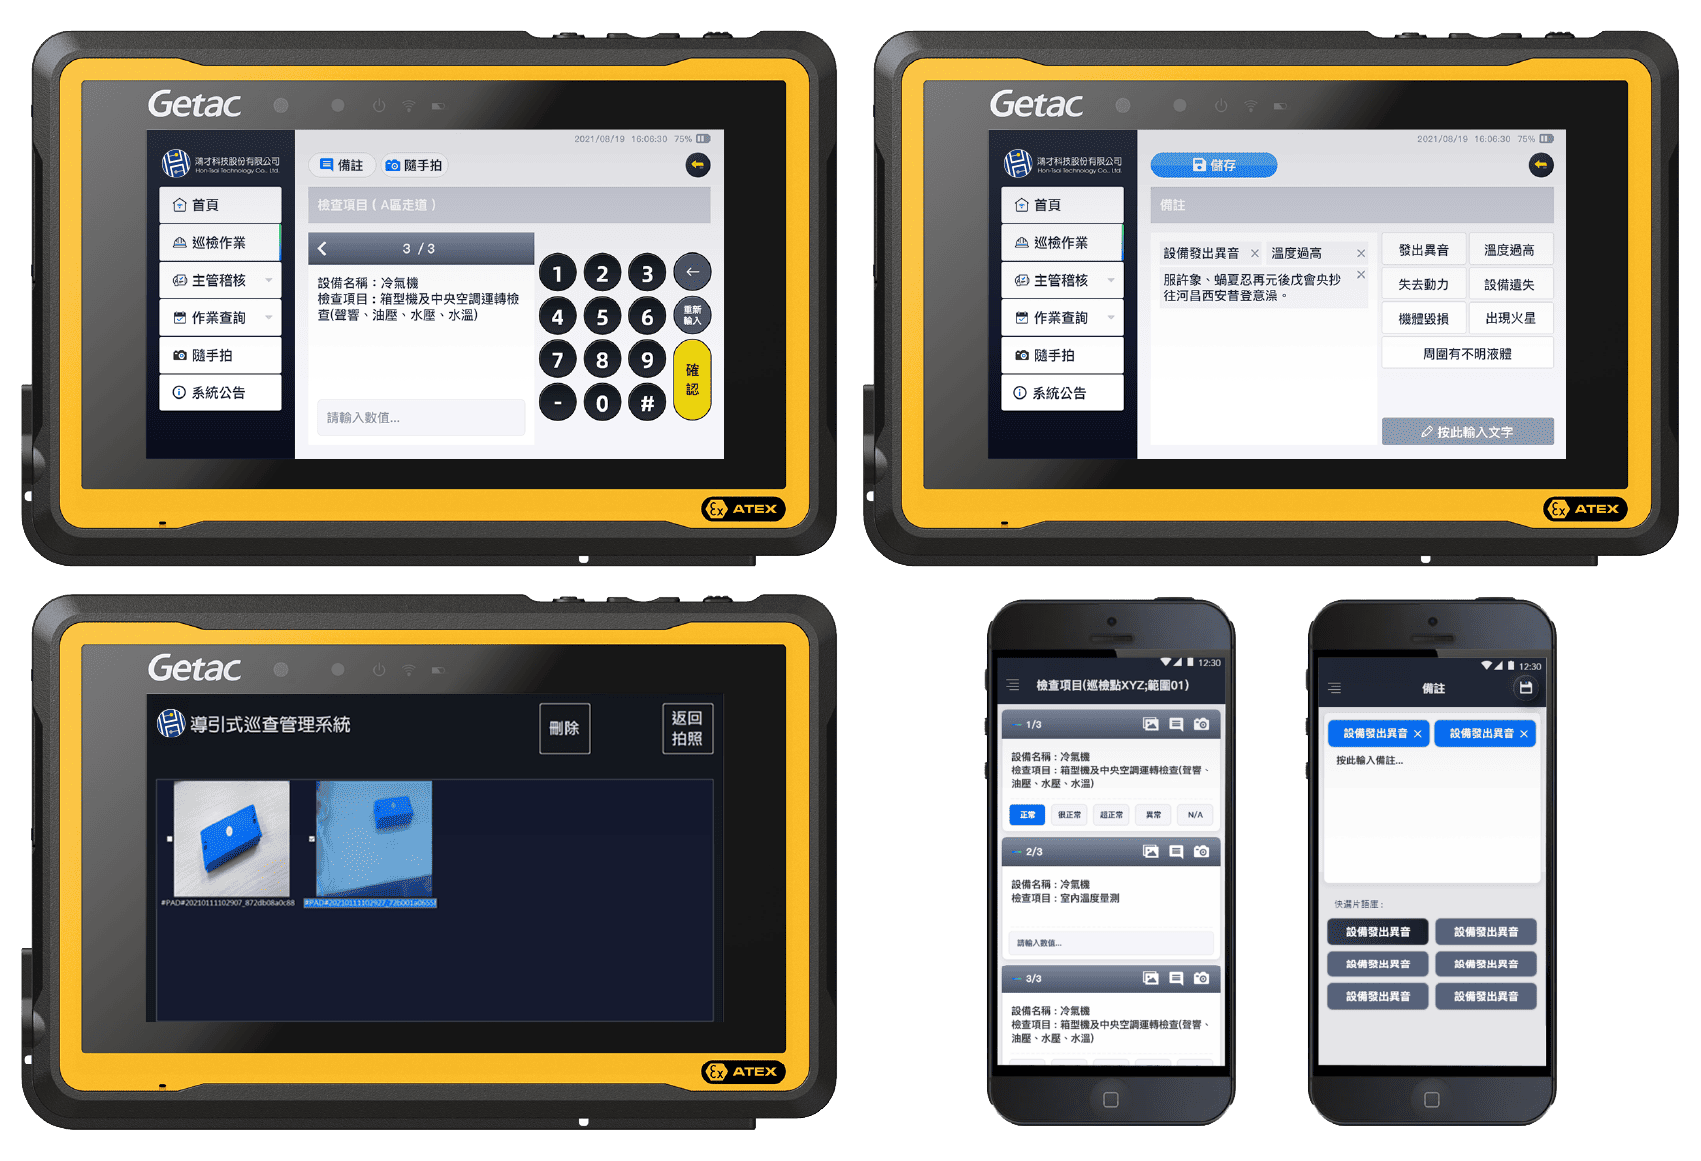 Getac
2021/08/19 16:06:30 75%
鴻才科技股份有限公司
Hon-Tsai Technology Co., Ltd.
備註
隨手拍
首頁
巡檢作業
主管稽核
作業查詢
隨手拍
系統公告
檢查項目 ( A區走道 )
3 / 3
設備名稱：冷氣機
檢查項目：箱型機及中央空調運轉檢
查(聲響、油壓、水壓、水溫)
請輸入數值...
1 2 3 ←
4 5 6 重新
輸入
7 8 9 確
認
- 0 #
Ex ATEX
Getac
2021/08/19 16:06:30 75%
鴻才科技股份有限公司
Hon-Tsai Technology Co., Ltd.
儲存
首頁
巡檢作業
主管稽核
作業查詢
隨手拍
系統公告
備註
設備發出異音 × 溫度過高 ×
服許象、蝸夏忍再元後戊會央抄 ×
往河昌西安昔登意澡。
發出異音 溫度過高
失去動力 設備遺失
機體毀損 出現火星
周圍有不明液體
按此輸入文字
Ex ATEX
Getac
導引式巡查管理系統
刪除
返回
拍照
#PAD#20210111102907_872db08a0c88
#PAD#20210111102927_72b001a0655f
Ex ATEX
12:30
檢查項目(巡檢點XYZ;範圍01)
1/3
設備名稱：冷氣機
檢查項目：箱型機及中央空調運轉檢查(聲響、
油壓、水壓、水溫)
正常 很正常 超正常 異常 N/A
2/3
設備名稱：冷氣機
檢查項目：室內溫度量測
請輸入數值...
3/3
設備名稱：冷氣機
檢查項目：箱型機及中央空調運轉檢查(聲響、
油壓、水壓、水溫)
12:30
備註
設備發出異音 × 設備發出異音 ×
按此輸入備註...
快選片語庫：
設備發出異音 設備發出異音
設備發出異音 設備發出異音
設備發出異音 設備發出異音